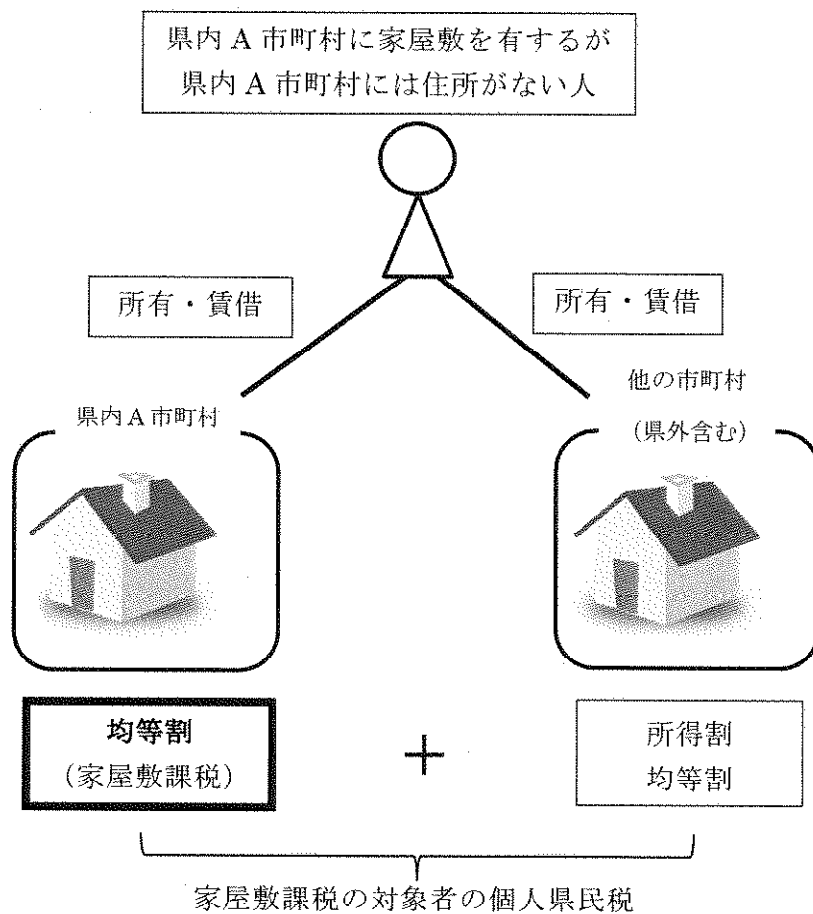 県内A市町村に家屋敷を有するが
県内A市町村には住所がない人
所有・賃借
所有・賃借
県内A市町村
他の市町村
（県外含む）
均等割
（家屋敷課税）
＋
所得割
均等割
家屋敷課税の対象者の個人県民税